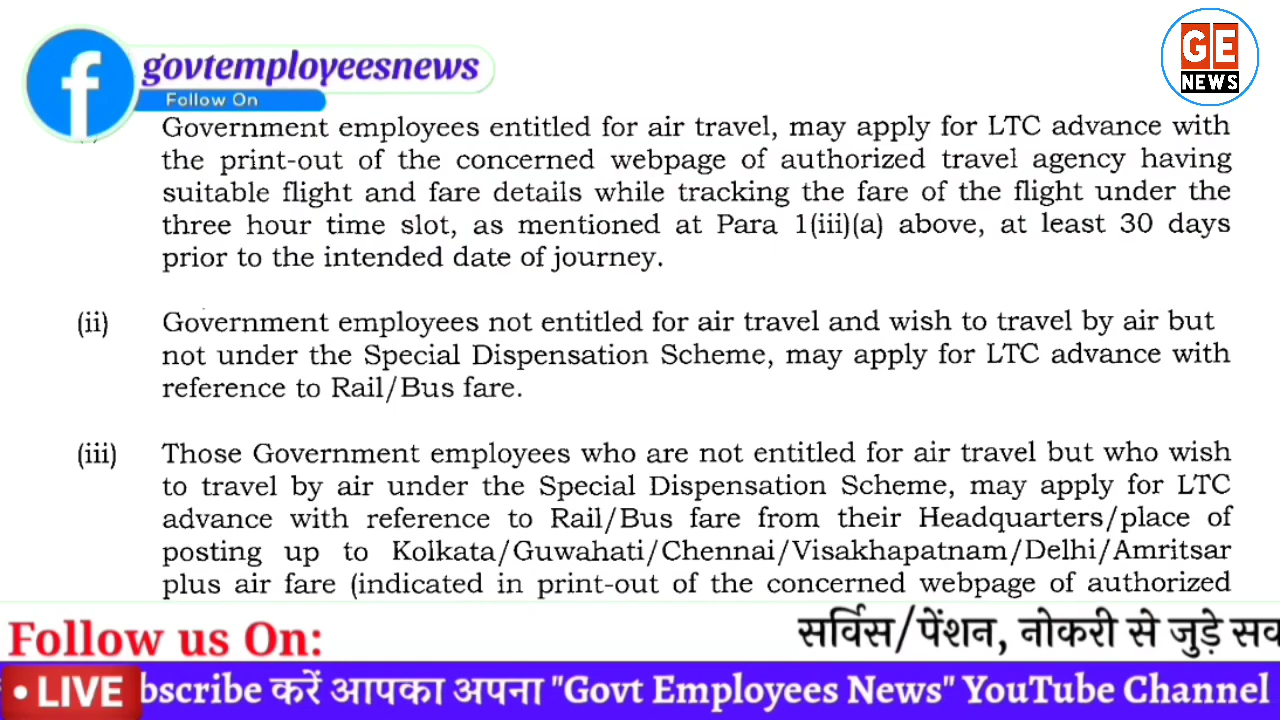 govtemployeesnews
Follow On
GE
NEWS
Government employees entitled for air travel, may apply for LTC advance with
the print-out of the concerned webpage of authorized travel agency having
suitable flight and fare details while tracking the fare of the flight under the
three hour time slot, as mentioned at Para 1(iii)(a) above, at least 30 days
prior to the intended date of journey.
(ii) Government employees not entitled for air travel and wish to travel by air but
not under the Special Dispensation Scheme, may apply for LTC advance with
reference to Rail/Bus fare.
(iii) Those Government employees who are not entitled for air travel but who wish
to travel by air under the Special Dispensation Scheme, may apply for LTC
advance with reference to Rail/Bus fare from their Headquarters/place of
posting up to Kolkata/Guwahati/Chennai/Visakhapatnam/Delhi/Amritsar
plus air fare (indicated in print-out of the concerned webpage of authorized
Follow us On:
सर्विस/पेंशन, नोकरी से जुड़े सव
• LIVE
bscribe करें आपका अपना "Govt Employees News" YouTube Channel